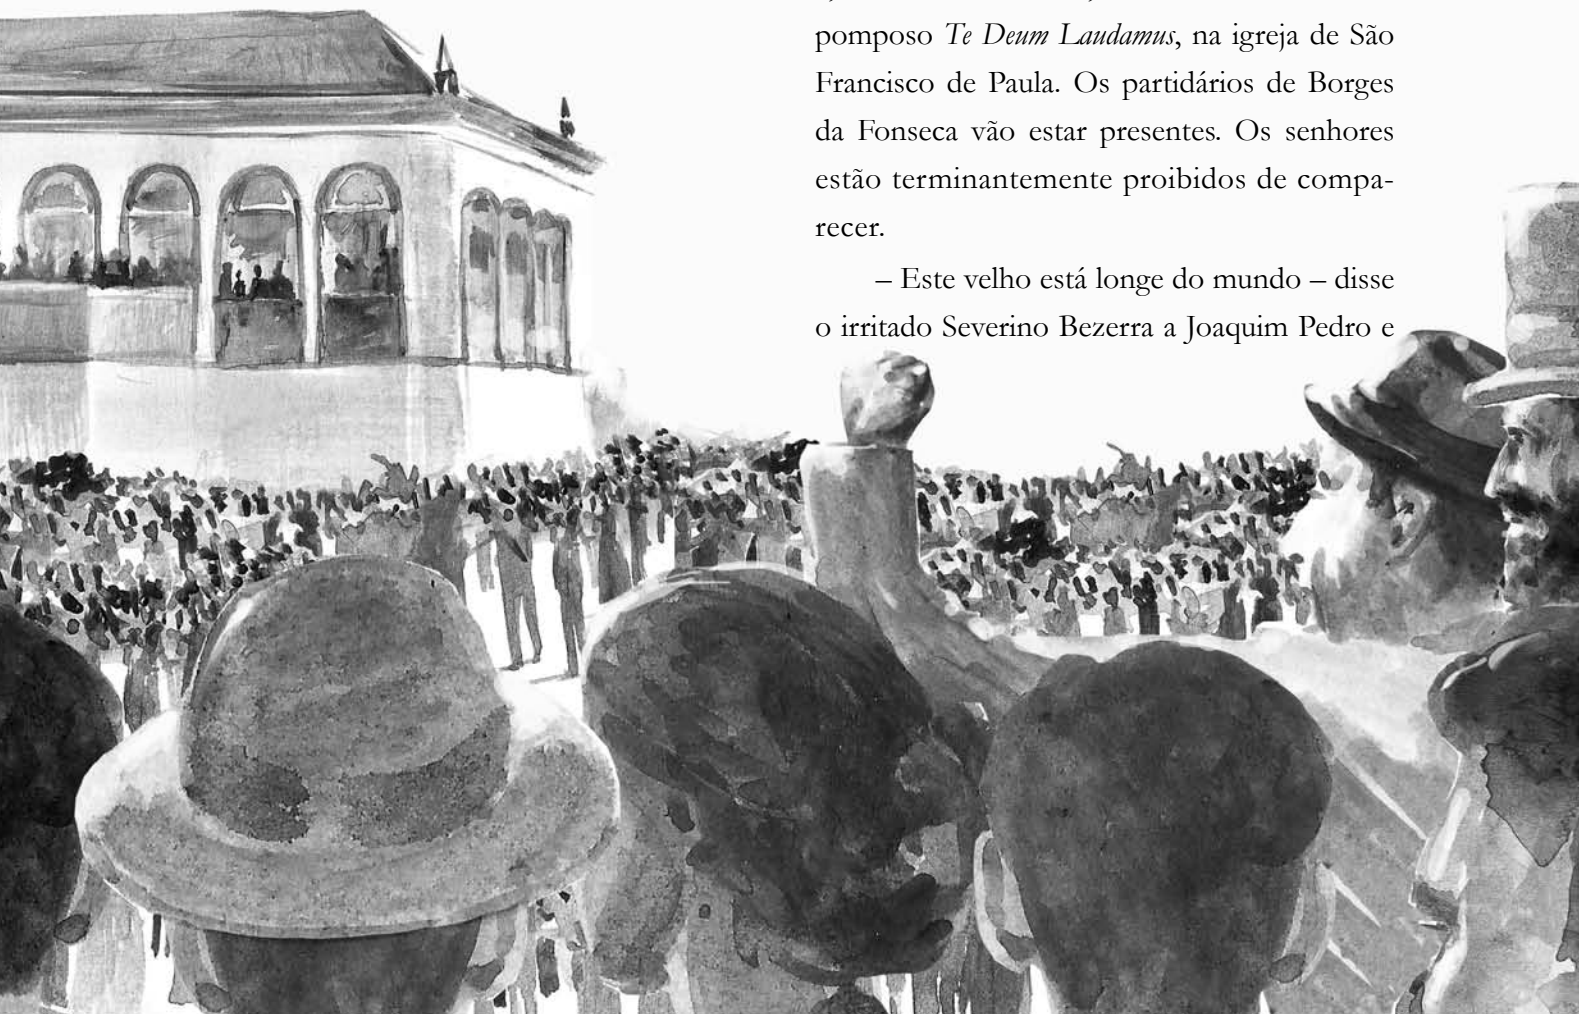 pomposo Te Deum Laudamus, na igreja de São
Francisco de Paula. Os partidários de Borges
da Fonseca vão estar presentes. Os senhores
estão terminantemente proibidos de compa-
recer.
– Este velho está longe do mundo – disse
o irritado Severino Bezerra a Joaquim Pedro e